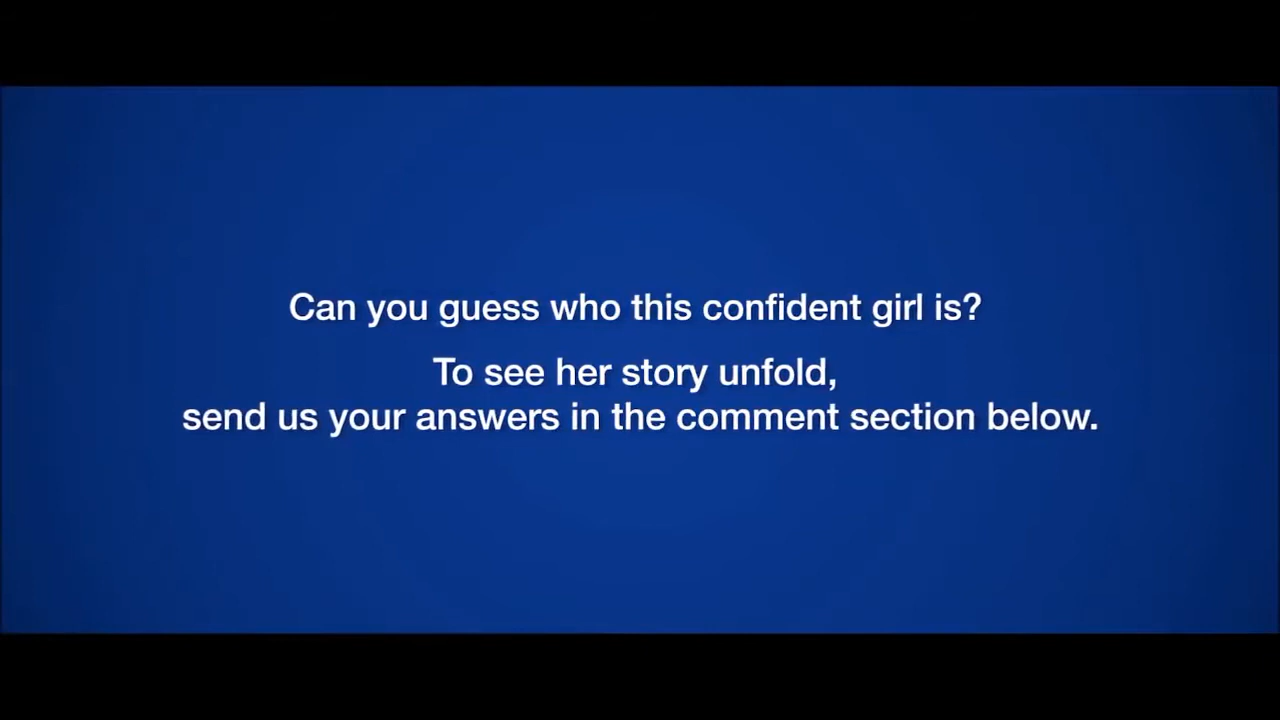 Can you guess who this confident girl is?
To see her story unfold,
send us your answers in the comment section below.